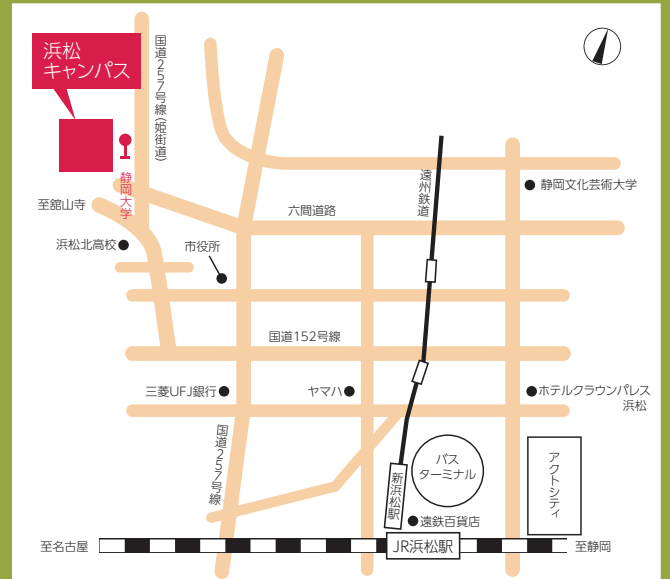 浜松
キャンパス
国道257号線(姫街道)
静岡大学
至舘山寺
浜松北高校
市役所
六間道路
遠州鉄道
静岡文化芸術大学
国道152号線
三菱UFJ銀行
ヤマハ
ホテルクラウンパレス
浜松
国道257号線
バス
ターミナル
アクトシティ
新浜松駅
遠鉄百貨店
至名古屋
JR浜松駅
至静岡